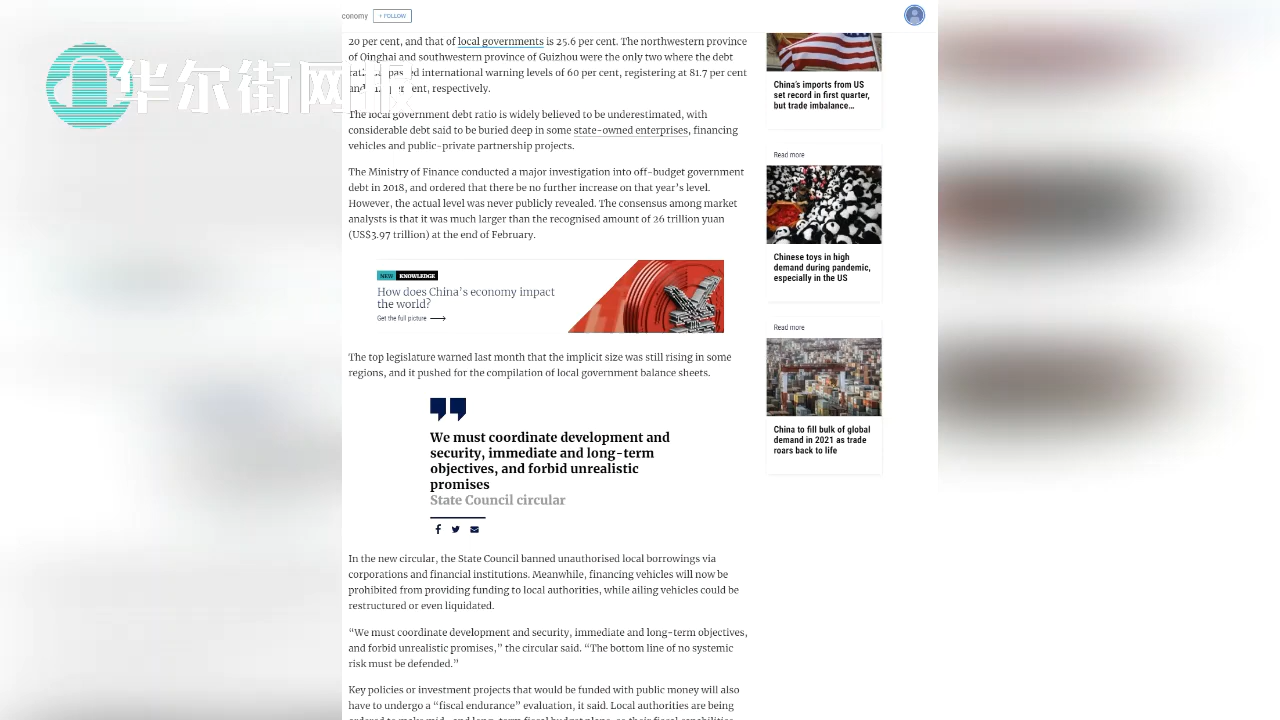 conomy
+ FOLLOW
华尔街网报
20 per cent, and that of local governments is 25.6 per cent. The northwestern province
of Qinghai and southwestern province of Guizhou were the only two where the debt
international warning levels of 60 per cent, registering at 81.7 per cent
respectively.
The local government debt ratio is widely believed to be underestimated, with
considerable debt said to be buried deep in some state-owned enterprises, financing
vehicles and public-private partnership projects.
The Ministry of Finance conducted a major investigation into off-budget government
debt in 2018, and ordered that there be no further increase on that year’s level.
However, the actual level was never publicly revealed. The consensus among market
analysts is that it was much larger than the recognised amount of 26 trillion yuan
(US$3.97 trillion) at the end of February.
NEW KNOWLEDGE
How does China’s economy impact
the world?
Get the full picture
The top legislature warned last month that the implicit size was still rising in some
regions, and it pushed for the compilation of local government balance sheets.
We must coordinate development and
security, immediate and long-term
objectives, and forbid unrealistic
promises
State Council circular
In the new circular, the State Council banned unauthorised local borrowings via
corporations and financial institutions. Meanwhile, financing vehicles will now be
prohibited from providing funding to local authorities, while ailing vehicles could be
restructured or even liquidated.
“We must coordinate development and security, immediate and long-term objectives,
and forbid unrealistic promises,” the circular said. “The bottom line of no systemic
risk must be defended.”
Key policies or investment projects that would be funded with public money will also
have to undergo a “fiscal endurance” evaluation, it said. Local authorities are being
China’s imports from US
set record in first quarter,
but trade imbalance...
Read more
Chinese toys in high
demand during pandemic,
especially in the US
Read more
China to fill bulk of global
demand in 2021 as trade
roars back to life